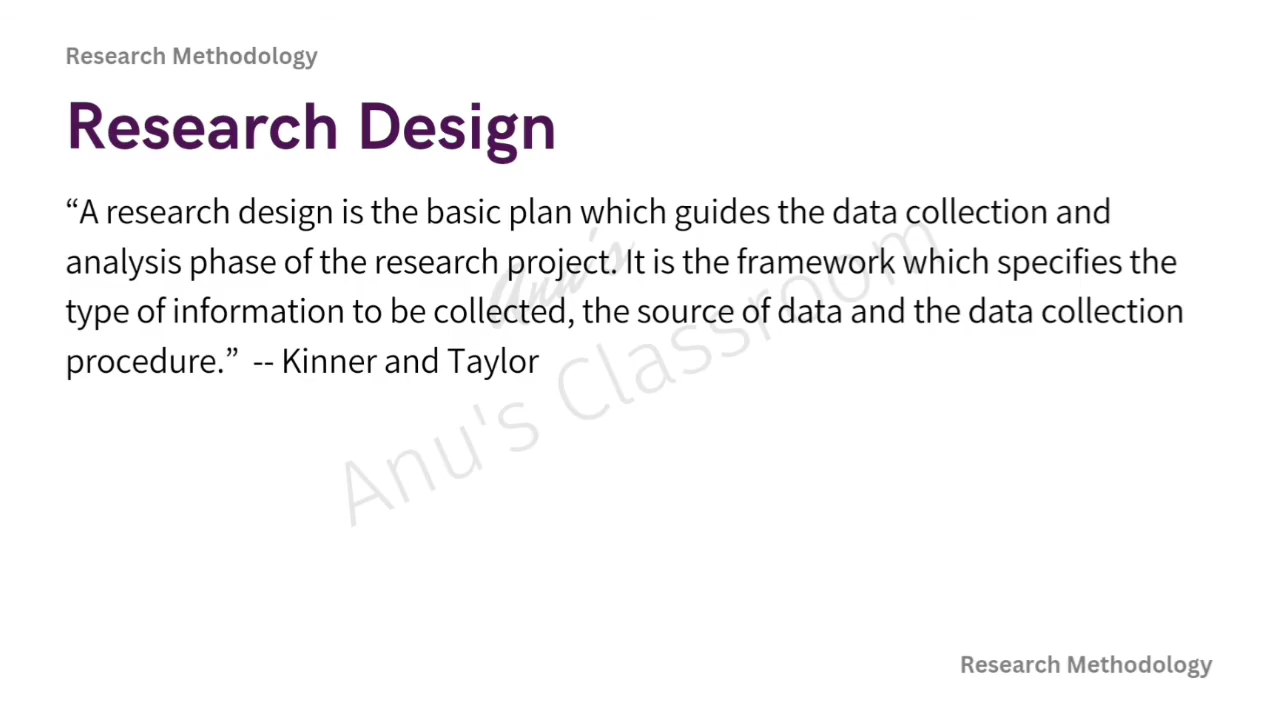 Research Methodology
Research Design
“A research design is the basic plan which guides the data collection and
analysis phase of the research project. It is the framework which specifies the
type of information to be collected, the source of data and the data collection
procedure.”  -- Kinner and Taylor
Anu's
Anu's Classroom
Research Methodology